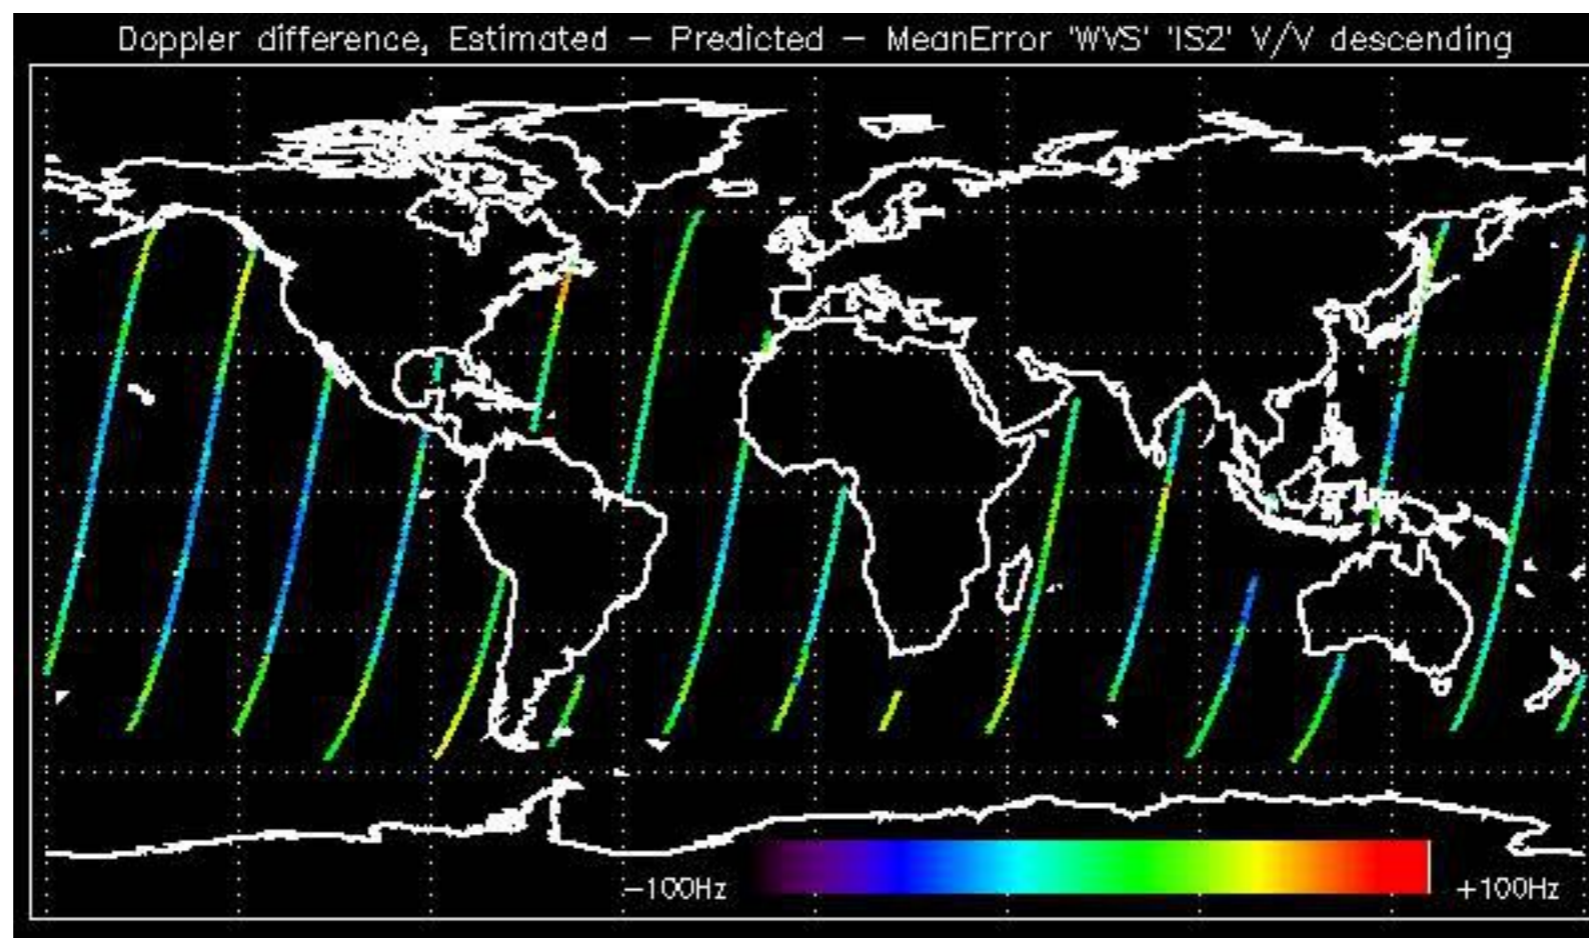 Doppler difference, Estimated - Predicted - MeanError 'WVS' 'IS2' V/V descending
-100Hz
+100Hz